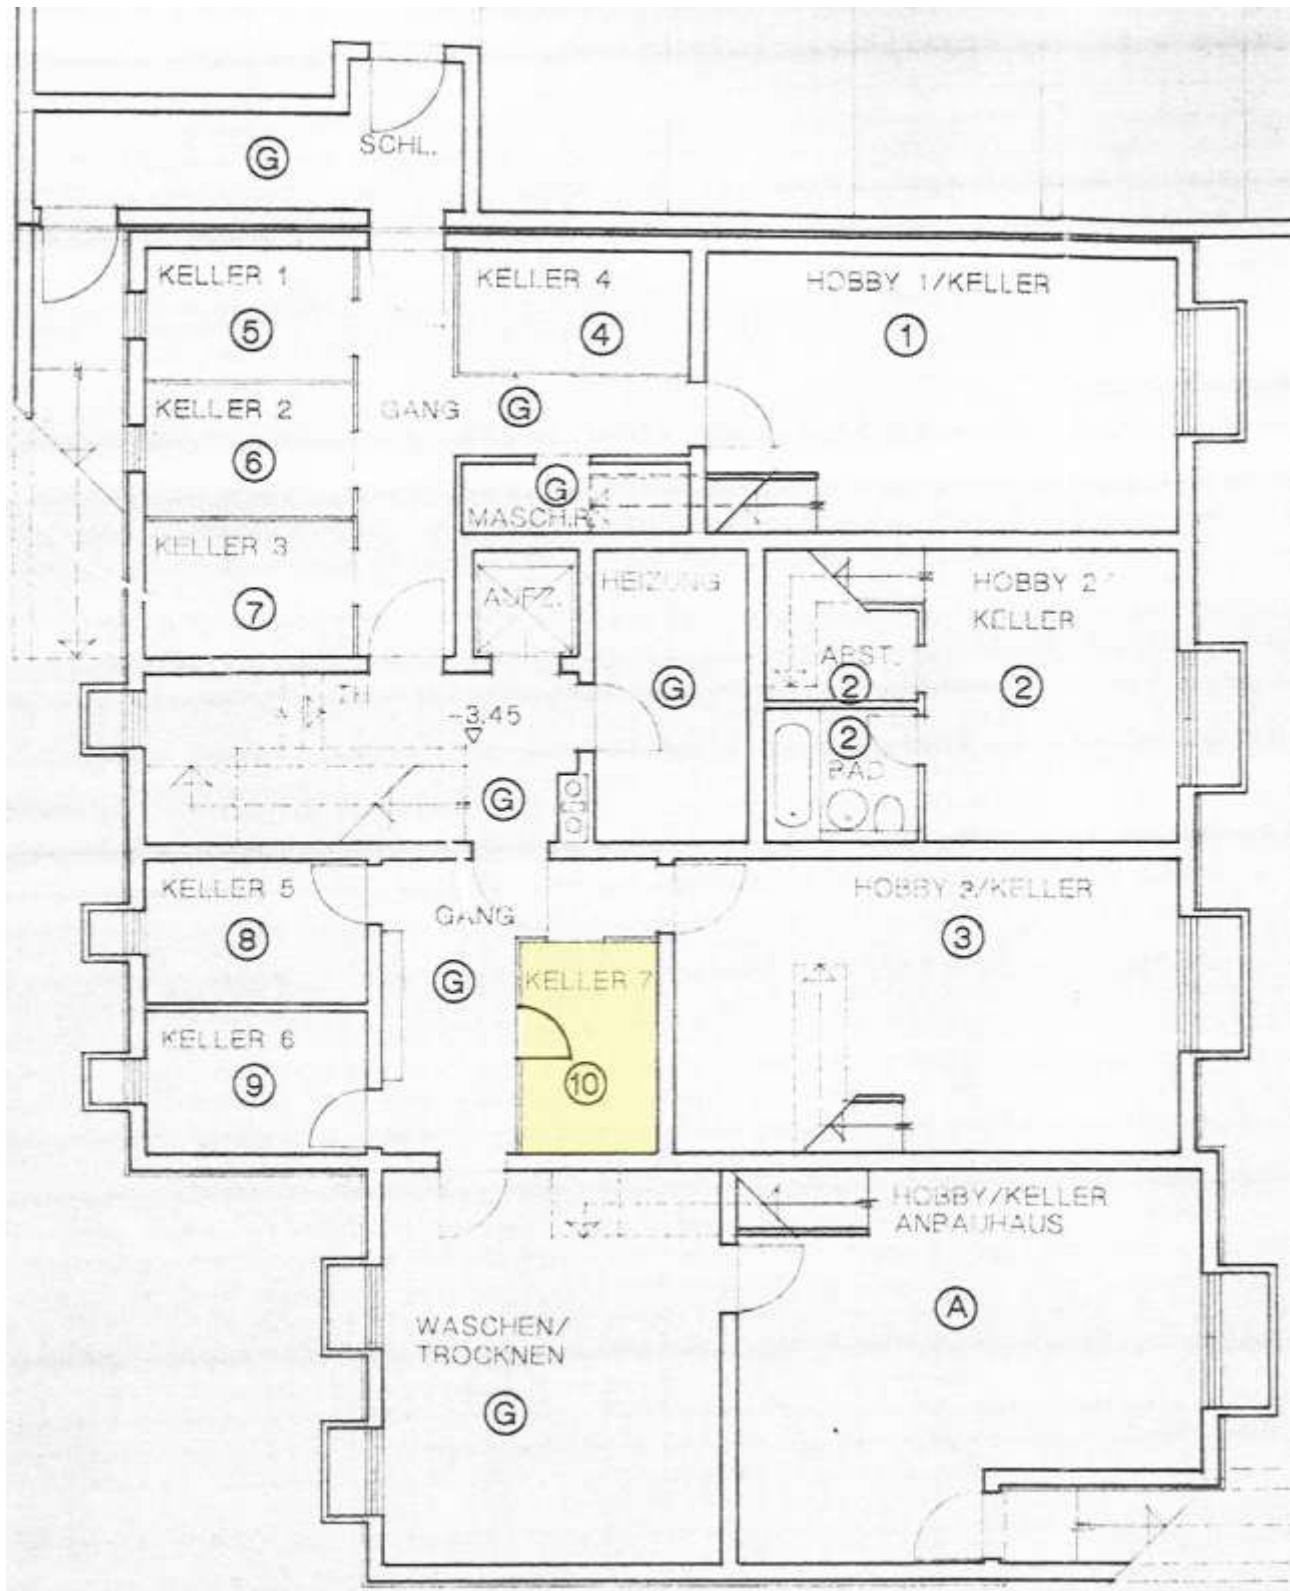 SCHL.
G
KELLER 1
5
KELLER 4
4
HOBBY 1/KELLER
1
KELLER 2
6
GANG
G
G
MASCH.R.
KELLER 3
7
AUFZ.
HEIZUNG
G
HOBBY 2/
KELLER
2
ABST.
2
2
BAD
TH
-3.45
G
KELLER 5
8
GANG
G
KELLER 7
10
HOBBY 3/KELLER
3
KELLER 6
9
HOBBY/KELLER
ANBAUHAUS
A
WASCHEN/
TROCKNEN
G